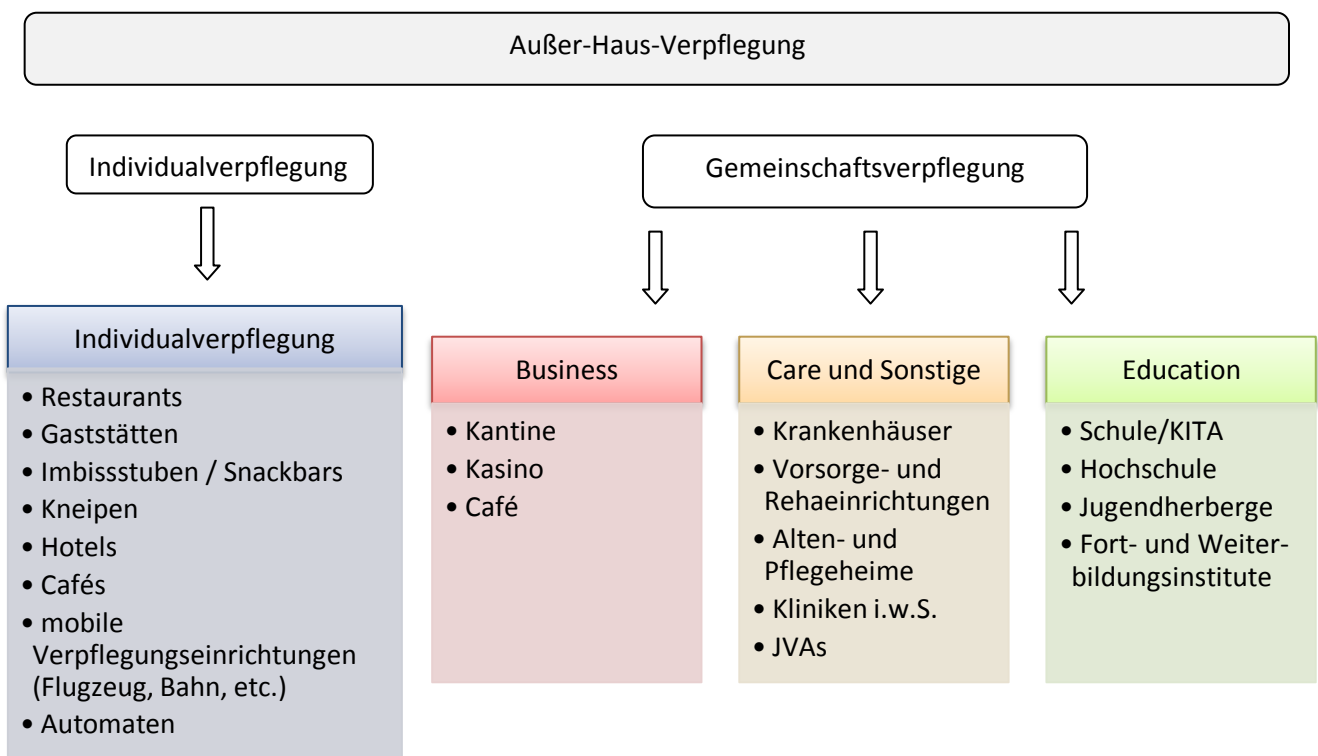 Außer-Haus-Verpflegung
Individualverpflegung
Gemeinschaftsverpflegung
Individualverpflegung
• Restaurants
• Gaststätten
• Imbissstuben / Snackbars
• Kneipen
• Hotels
• Cafés
• mobile
Verpflegungseinrichtungen
(Flugzeug, Bahn, etc.)
• Automaten
Business
• Kantine
• Kasino
• Café
Care und Sonstige
• Krankenhäuser
• Vorsorge- und
Rehaeinrichtungen
• Alten- und
Pflegeheime
• Kliniken i.w.S.
• JVAs
Education
• Schule/KITA
• Hochschule
• Jugendherberge
• Fort- und Weiter-
bildungsinstitute